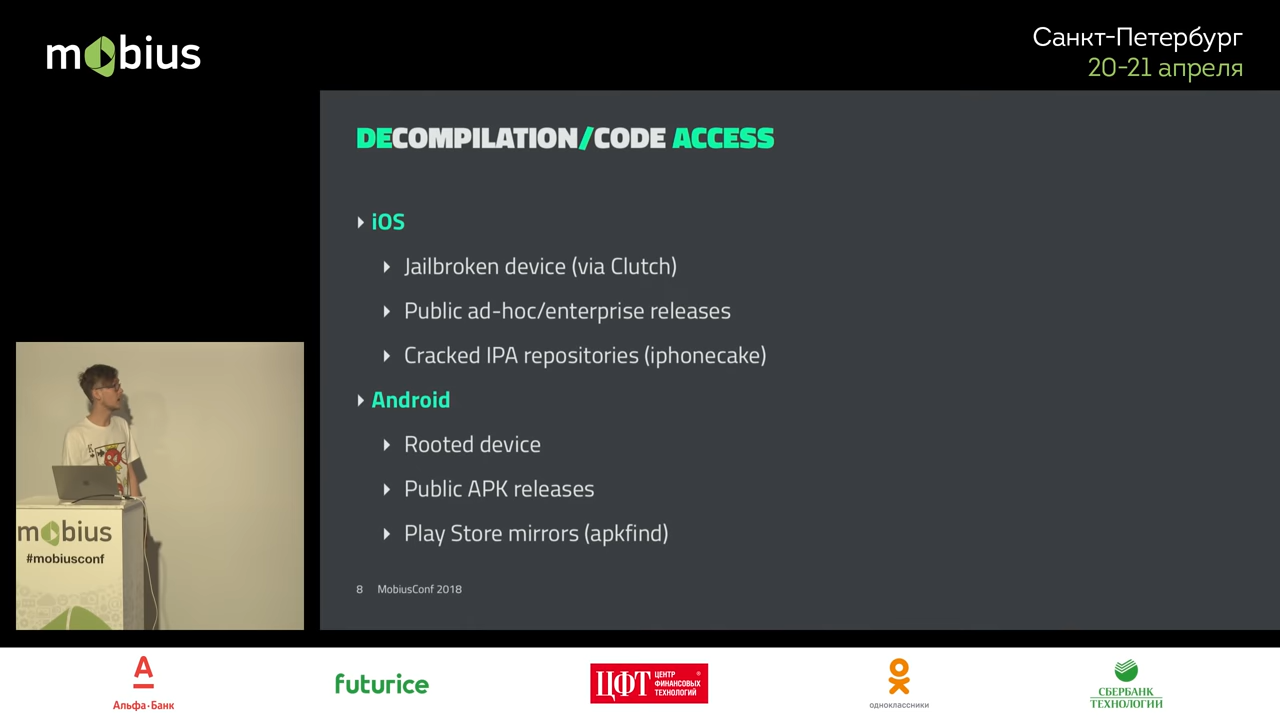 mobius
Санкт-Петербург
20-21 апреля
DECOMPILATION/CODE ACCESS
iOS
Jailbroken device (via Clutch)
Public ad-hoc/enterprise releases
Cracked IPA repositories (iphonecake)
Android
Rooted device
Public APK releases
Play Store mirrors (apkfind)
8 MobiusConf 2018
mobius
#mobiusconf
А
Альфа·Банк
futurice
ЦФТ
ЦЕНТР
ФИНАНСОВЫХ
ТЕХНОЛОГИЙ
одноклассники
СБЕРБАНК
ТЕХНОЛОГИИ